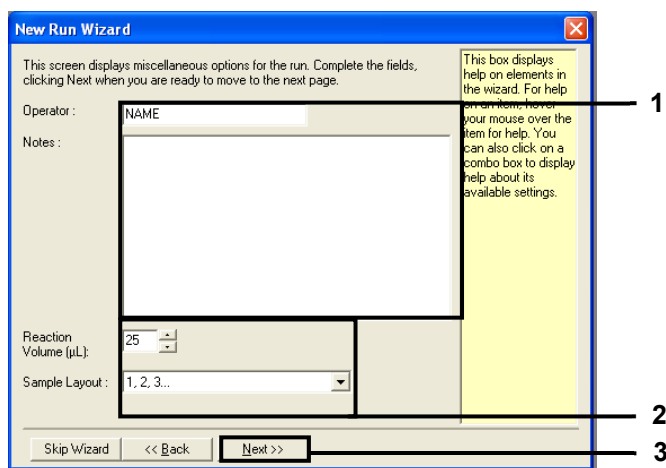 New Run Wizard
This screen displays miscellaneous options for the run. Complete the fields,
clicking Next when you are ready to move to the next page.
This box displays
help on elements in
the wizard. For help
on an item, hover
your mouse over the
item for help. You
can also click on a
combo box to display
help about its
available settings.
1
Operator :
NAME
Notes :
Reaction
Volume (µL):
25
Sample Layout :
1, 2, 3...
2
Skip Wizard
<< Back
Next >>
3